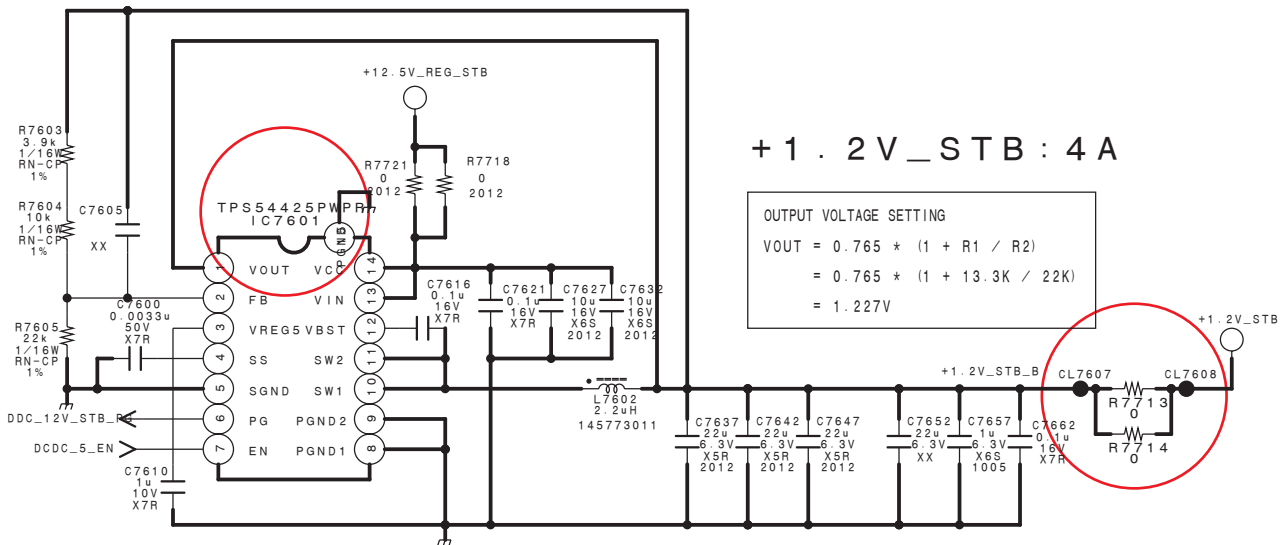 +12.5V_REG_STB
R7603
3.9k
1/16W
RN-CP
1%
R7604
10k
1/16W
RN-CP
1%
C7605
XX
R7605
22k
1/16W
RN-CP
1%
C7600
0.0033u
50V
X7R
TPS54425PWPR
IC7601
1 VOUT
2 FB
3 VREG5
4 SS
5 SGND
6 PG
7 EN
VCC 14
VIN 13
VBST 12
SW2 11
SW1 10
PGND2 9
PGND1 8
DDC_12V_STB_PG
DCDC_5_EN
C7610
1u
10V
X7R
R7721
0
2012
R7718
0
2012
C7616
0.1u
16V
X7R
C7621
0.1u
16V
X7R
C7627
10u
16V
X6S
2012
C7632
10u
16V
X6S
2012
L7602
2.2uH
145773011
+1.2V_STB:4A
OUTPUT VOLTAGE SETTING
VOUT = 0.765 * (1 + R1 / R2)
= 0.765 * (1 + 13.3K / 22K)
= 1.227V
+1.2V_STB
+1.2V_STB_B
CL7607
CL7608
R7713
0
R7714
0
C7637
22u
6.3V
X5R
2012
C7642
22u
6.3V
X5R
2012
C7647
22u
6.3V
X5R
2012
C7652
22u
6.3V
XX
C7657
1u
6.3V
X6S
1005
C7662
0.1u
16V
X7R